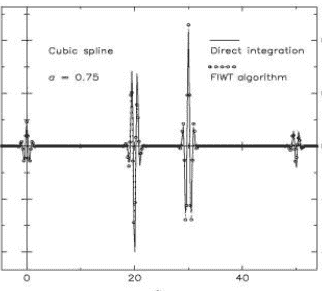 Cubic spline
Direct integration
a = 0.75
FIWT algorithm
0
20
40